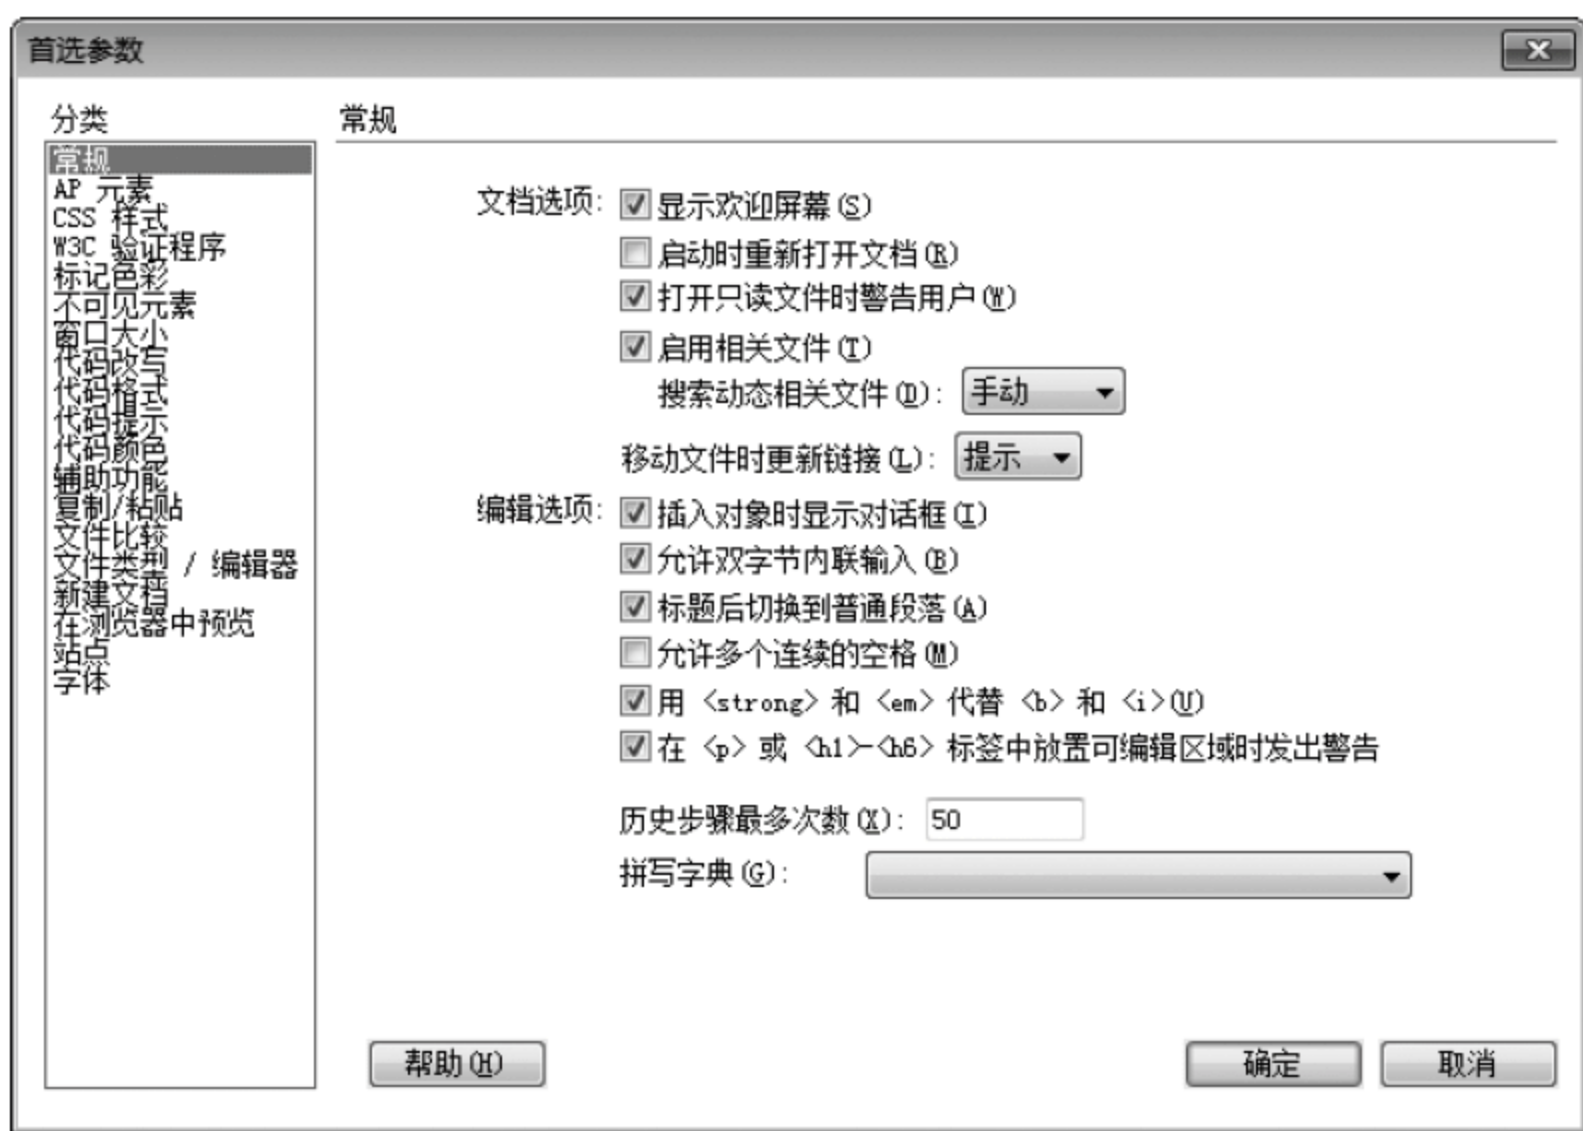 首选参数
分类
常规
AP 元素
CSS 样式
W3C 验证程序
标记色彩
不可见元素
窗口大小
代码改写
代码格式
代码提示
代码颜色
辅助功能
复制/粘贴
文件比较
文件类型 / 编辑器
新建文档
在浏览器中预览
站点
字体
常规
文档选项: 显示欢迎屏幕(S)
启动时重新打开文档(R)
打开只读文件时警告用户(W)
启用相关文件(T)
搜索动态相关文件(D): 手动
移动文件时更新链接(L): 提示
编辑选项: 插入对象时显示对话框(I)
允许双字节内联输入(B)
标题后切换到普通段落(A)
允许多个连续的空格(M)
用 <strong> 和 <em> 代替 <b> 和 <i>(U)
在 <p> 或 <h1>-<h6> 标签中放置可编辑区域时发出警告
历史步骤最多次数(X): 50
拼写字典(G):
帮助(H) 确定 取消